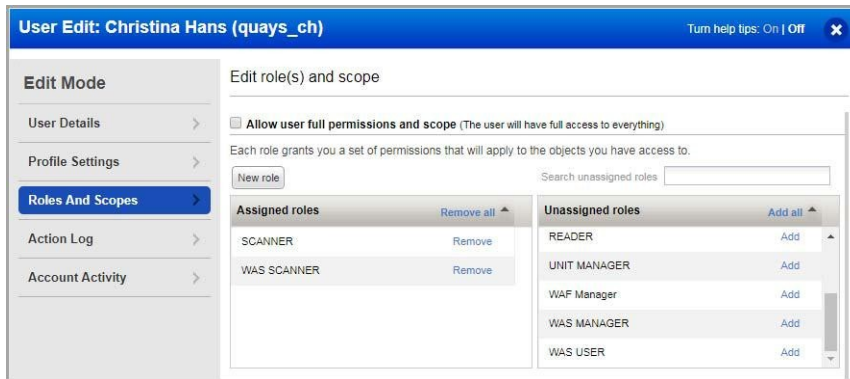 User Edit: Christina Hans (quays_ch)
Turn help tips: On | Off
Edit Mode
User Details
Profile Settings
Roles And Scopes
Action Log
Account Activity
Edit role(s) and scope
Allow user full permissions and scope (The user will have full access to everything)
Each role grants you a set of permissions that will apply to the objects you have access to.
New role
Search unassigned roles
Assigned roles Remove all
SCANNER Remove
WAS SCANNER Remove
Unassigned roles Add all
READER Add
UNIT MANAGER Add
WAF Manager Add
WAS MANAGER Add
WAS USER Add